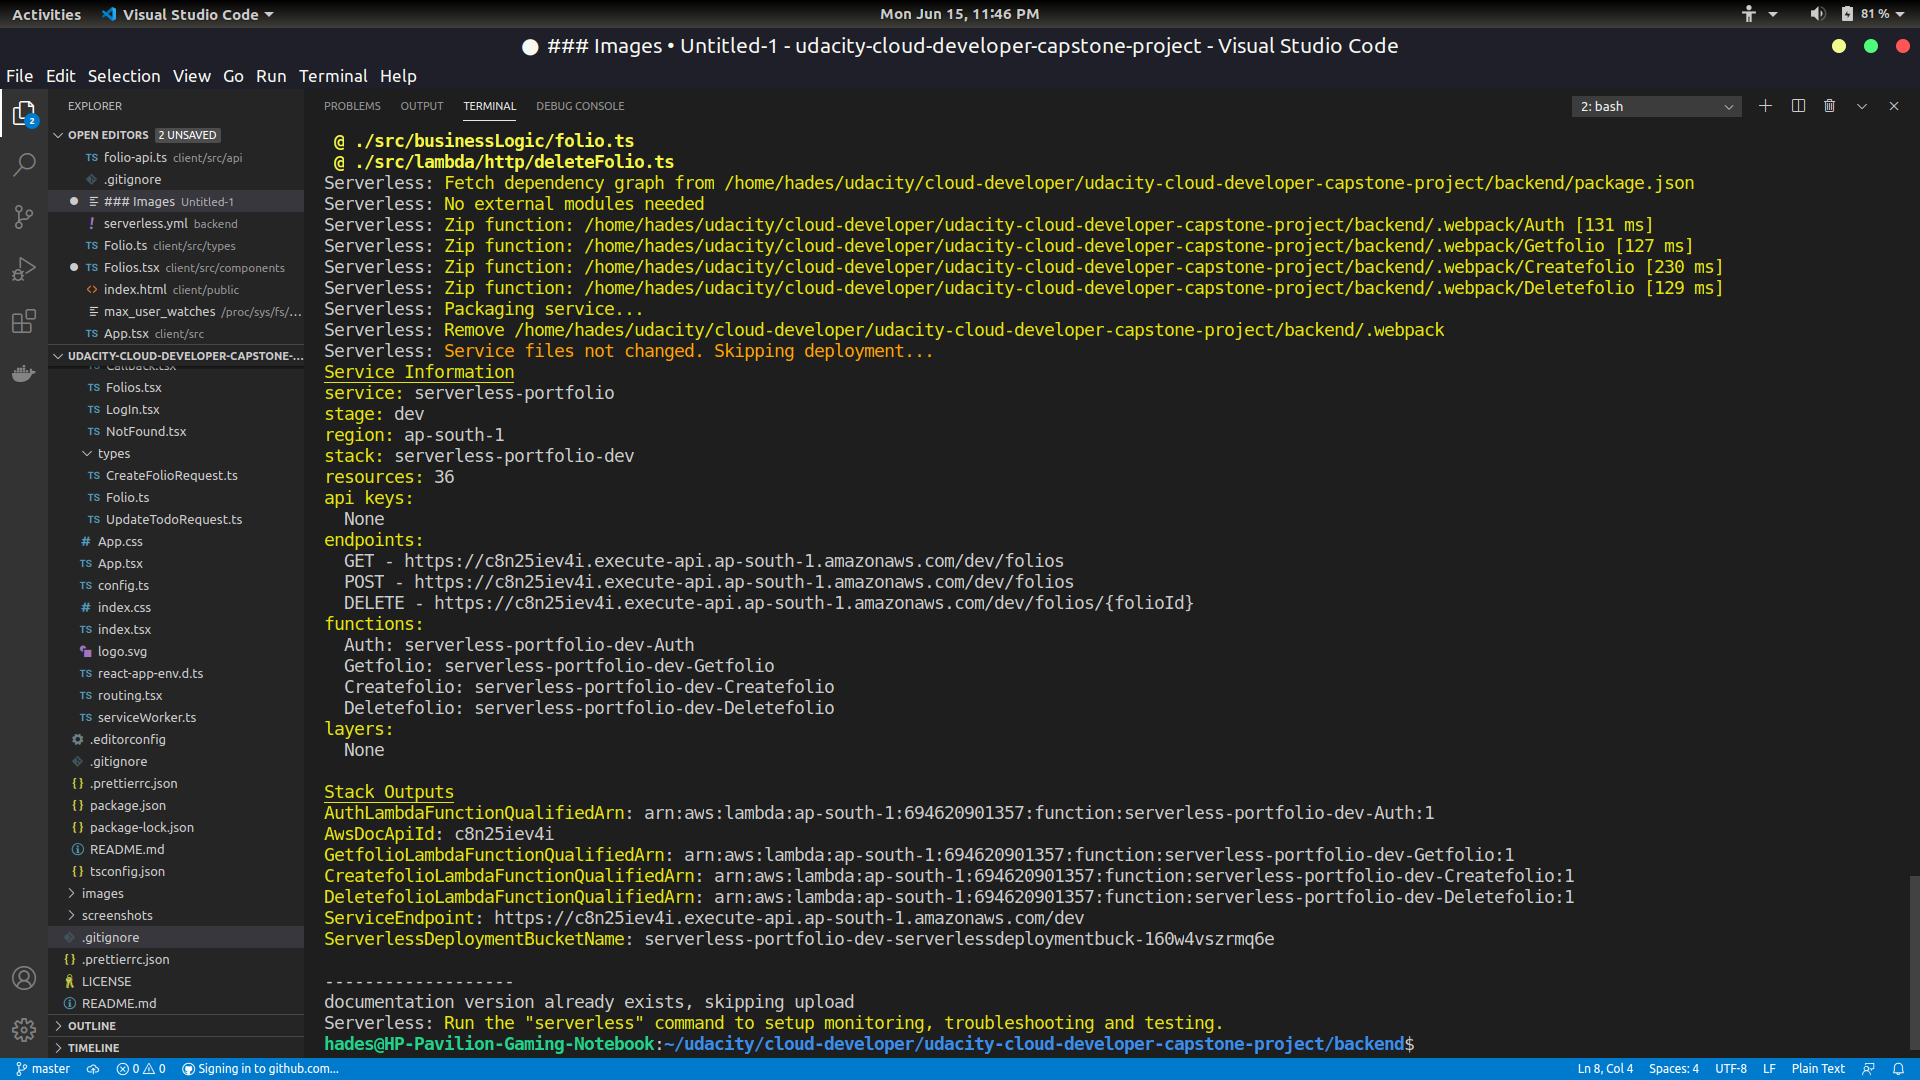 Activities
Visual Studio Code
Mon Jun 15, 11:46 PM
81 %
● ### Images • Untitled-1 - udacity-cloud-developer-capstone-project - Visual Studio Code
File Edit Selection View Go Run Terminal Help
2
EXPLORER
OPEN EDITORS 2 UNSAVED
TS folio-api.ts client/src/api
.gitignore
### Images Untitled-1
! serverless.yml backend
TS Folio.ts client/src/types
TS Folios.tsx client/src/components
<> index.html client/public
max_user_watches /proc/sys/fs/...
TS App.tsx client/src
UDACITY-CLOUD-DEVELOPER-CAPSTONE-...
TS Callback.tsx
TS Folios.tsx
TS LogIn.tsx
TS NotFound.tsx
types
TS CreateFolioRequest.ts
TS Folio.ts
TS UpdateTodoRequest.ts
# App.css
TS App.tsx
TS config.ts
# index.css
TS index.tsx
logo.svg
TS react-app-env.d.ts
TS routing.tsx
TS serviceWorker.ts
.editorconfig
.gitignore
{} .prettierrc.json
{} package.json
{} package-lock.json
README.md
{} tsconfig.json
images
screenshots
.gitignore
{} .prettierrc.json
LICENSE
README.md
OUTLINE
TIMELINE
PROBLEMS OUTPUT TERMINAL DEBUG CONSOLE
2: bash
@ ./src/businessLogic/folio.ts
@ ./src/lambda/http/deleteFolio.ts
Serverless: Fetch dependency graph from /home/hades/udacity/cloud-developer/udacity-cloud-developer-capstone-project/backend/package.json
Serverless: No external modules needed
Serverless: Zip function: /home/hades/udacity/cloud-developer/udacity-cloud-developer-capstone-project/backend/.webpack/Auth [131 ms]
Serverless: Zip function: /home/hades/udacity/cloud-developer/udacity-cloud-developer-capstone-project/backend/.webpack/Getfolio [127 ms]
Serverless: Zip function: /home/hades/udacity/cloud-developer/udacity-cloud-developer-capstone-project/backend/.webpack/Createfolio [230 ms]
Serverless: Zip function: /home/hades/udacity/cloud-developer/udacity-cloud-developer-capstone-project/backend/.webpack/Deletefolio [129 ms]
Serverless: Packaging service...
Serverless: Remove /home/hades/udacity/cloud-developer/udacity-cloud-developer-capstone-project/backend/.webpack
Serverless: Service files not changed. Skipping deployment...
Service Information
service: serverless-portfolio
stage: dev
region: ap-south-1
stack: serverless-portfolio-dev
resources: 36
api keys:
None
endpoints:
GET - https://c8n25iev4i.execute-api.ap-south-1.amazonaws.com/dev/folios
POST - https://c8n25iev4i.execute-api.ap-south-1.amazonaws.com/dev/folios
DELETE - https://c8n25iev4i.execute-api.ap-south-1.amazonaws.com/dev/folios/{folioId}
functions:
Auth: serverless-portfolio-dev-Auth
Getfolio: serverless-portfolio-dev-Getfolio
Createfolio: serverless-portfolio-dev-Createfolio
Deletefolio: serverless-portfolio-dev-Deletefolio
layers:
None
Stack Outputs
AuthLambdaFunctionQualifiedArn: arn:aws:lambda:ap-south-1:694620901357:function:serverless-portfolio-dev-Auth:1
AwsDocApiId: c8n25iev4i
GetfolioLambdaFunctionQualifiedArn: arn:aws:lambda:ap-south-1:694620901357:function:serverless-portfolio-dev-Getfolio:1
CreatefolioLambdaFunctionQualifiedArn: arn:aws:lambda:ap-south-1:694620901357:function:serverless-portfolio-dev-Createfolio:1
DeletefolioLambdaFunctionQualifiedArn: arn:aws:lambda:ap-south-1:694620901357:function:serverless-portfolio-dev-Deletefolio:1
ServiceEndpoint: https://c8n25iev4i.execute-api.ap-south-1.amazonaws.com/dev
ServerlessDeploymentBucketName: serverless-portfolio-dev-serverlessdeploymentbuck-160w4vszrmq6e
-------------------
documentation version already exists, skipping upload
Serverless: Run the "serverless" command to setup monitoring, troubleshooting and testing.
hades@HP-Pavilion-Gaming-Notebook:~/udacity/cloud-developer/udacity-cloud-developer-capstone-project/backend$
master
0 0
Signing in to github.com...
Ln 8, Col 4 Spaces: 4 UTF-8 LF Plain Text